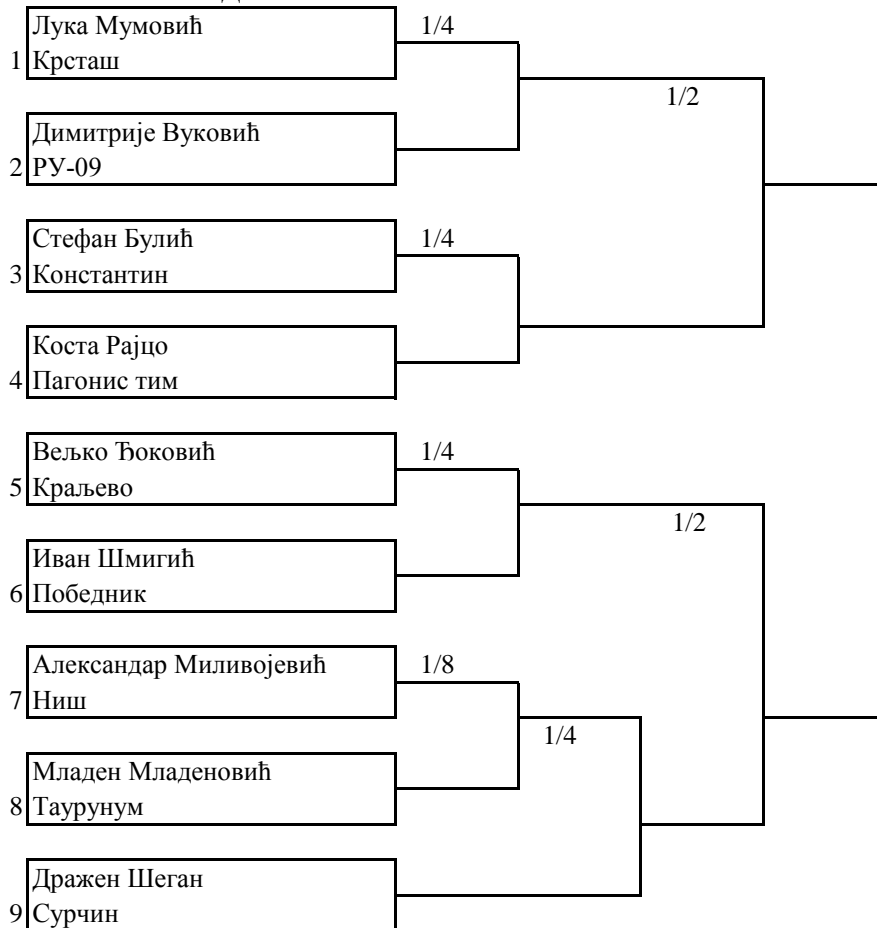 Лука Мумовић 1/4
1 Крсташ
1/2
Димитрије Вуковић
2 РУ-09
Стефан Булић 1/4
3 Константин
Коста Рајцо
4 Пагонис тим
Вељко Ђоковић 1/4
5 Краљево
1/2
Иван Шмигић
6 Победник
Александар Миливојевић 1/8
7 Ниш
1/4
Младен Младеновић
8 Таурунум
Дражен Шеган
9 Сурчин